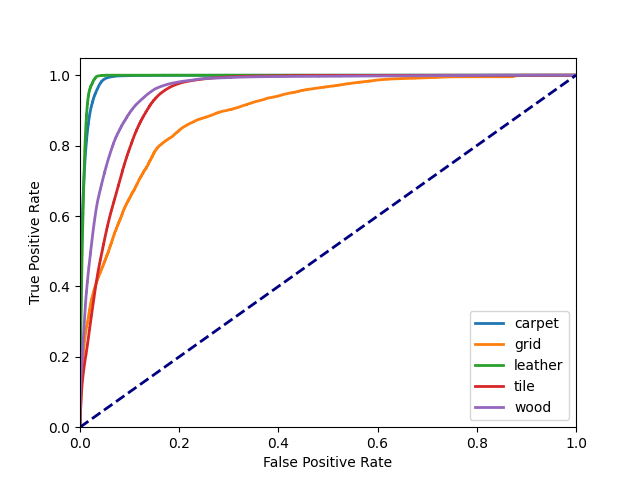 1.0
0.8
0.6
0.4
0.2
0.0
True Positive Rate
0.0 0.2 0.4 0.6 0.8 1.0
False Positive Rate
carpet
grid
leather
tile
wood